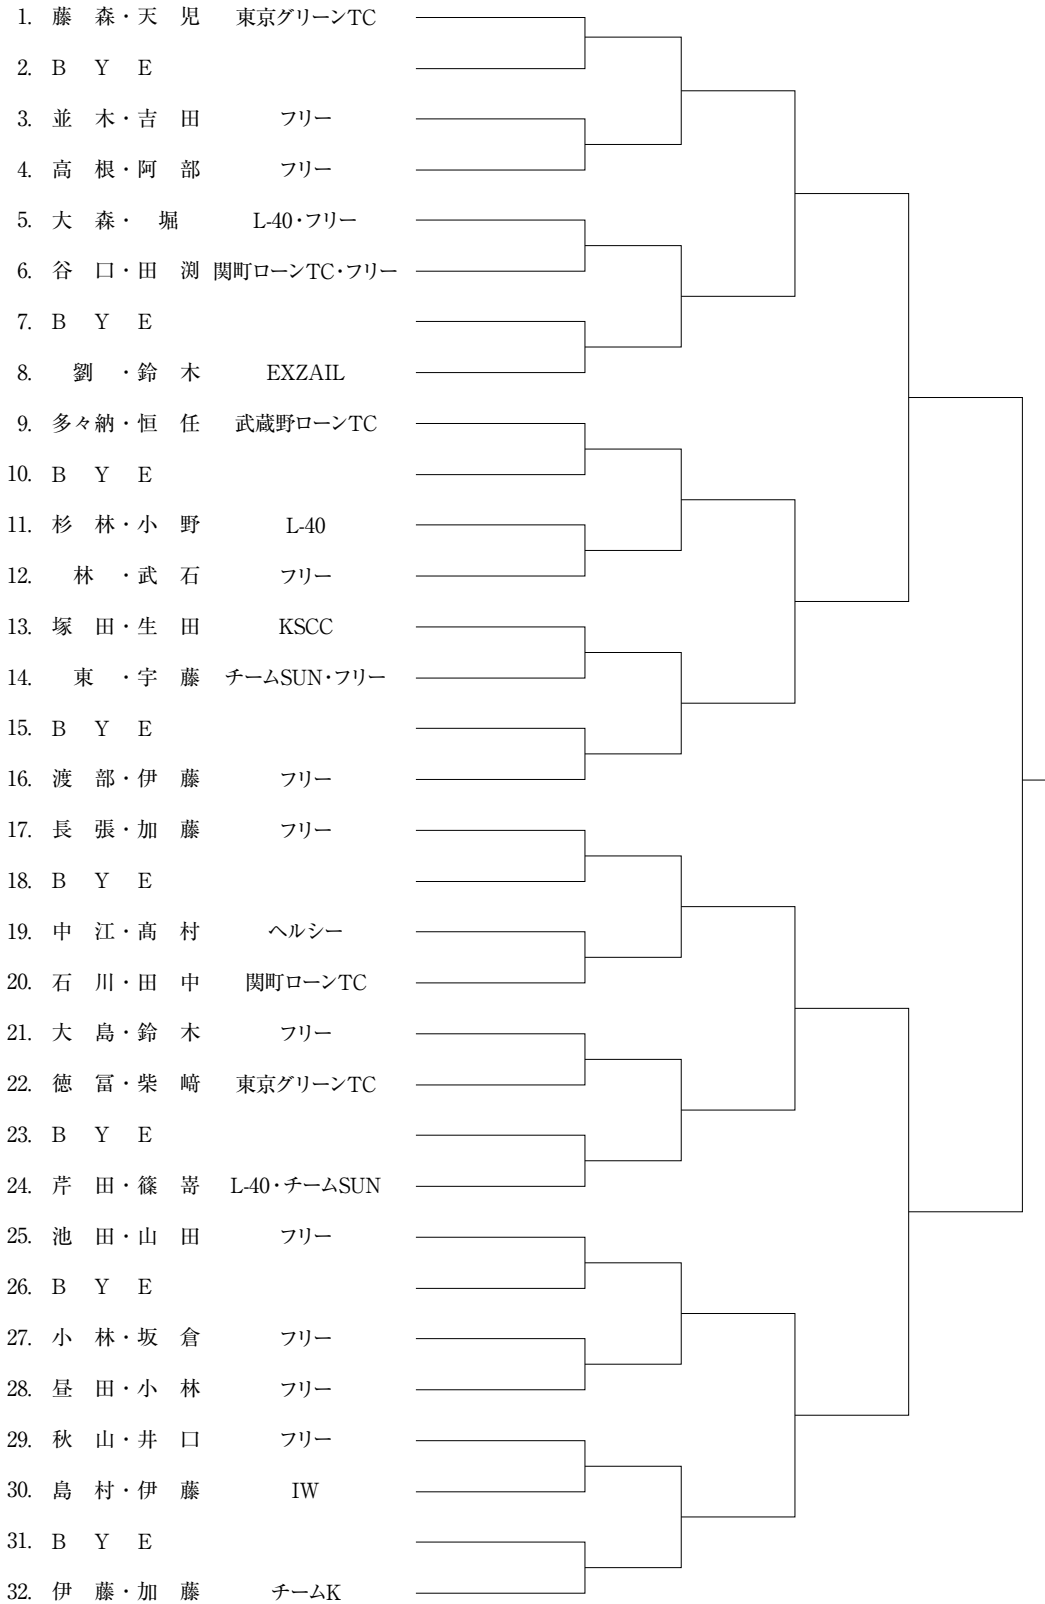 1. 藤 森・天 児 東京グリーンTC
2. B Y E
3. 並 木・吉 田 フリー
4. 高 根・阿 部 フリー
5. 大 森・ 堀 L-40・フリー
6. 谷 口・田 渕 関町ローンTC・フリー
7. B Y E
8. 劉 ・鈴 木 EXZAIL
9. 多々納・恒 任 武蔵野ローンTC
10. B Y E
11. 杉 林・小 野 L-40
12. 林 ・武 石 フリー
13. 塚 田・生 田 KSCC
14. 東 ・宇 藤 チームSUN・フリー
15. B Y E
16. 渡 部・伊 藤 フリー
17. 長 張・加 藤 フリー
18. B Y E
19. 中 江・髙 村 ヘルシー
20. 石 川・田 中 関町ローンTC
21. 大 島・鈴 木 フリー
22. 徳 冨・柴 﨑 東京グリーンTC
23. B Y E
24. 芹 田・篠 嵜 L-40・チームSUN
25. 池 田・山 田 フリー
26. B Y E
27. 小 林・坂 倉 フリー
28. 昼 田・小 林 フリー
29. 秋 山・井 口 フリー
30. 島 村・伊 藤 IW
31. B Y E
32. 伊 藤・加 藤 チームK